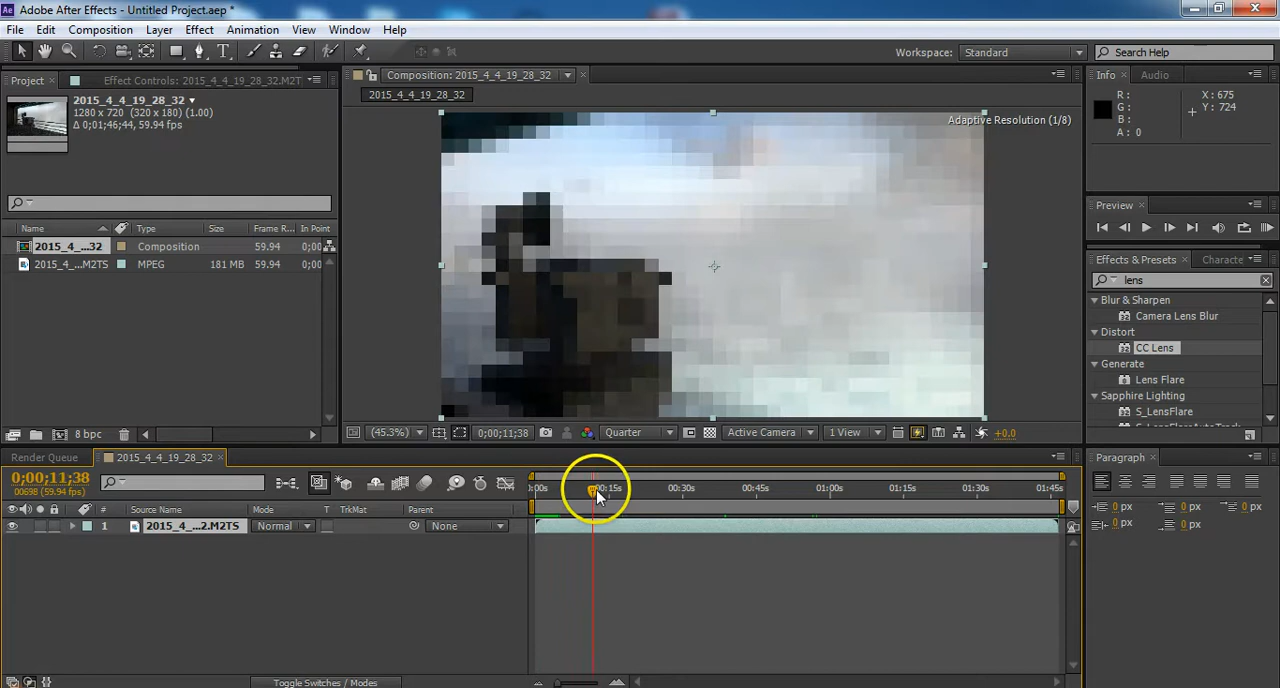 Adobe After Effects - Untitled Project.aep *
File Edit Composition Layer Effect Animation View Window Help
Workspace: Standard Search Help
Project Effect Controls: 2015_4_4_19_28_32.M2T
Composition: 2015_4_4_19_28_32
Info Audio
2015_4_4_19_28_32
1280 x 720 (320 x 180) (1.00)
Δ 0;01;46;44, 59.94 fps
2015_4_4_19_28_32
Adaptive Resolution (1/8)
R :
G :
B :
A : 0
X : 675
Y : 724
Preview
Effects & Presets Characte
lens
Blur & Sharpen
Camera Lens Blur
Distort
CC Lens
Generate
Lens Flare
Sapphire Lighting
S_LensFlare
S_LensFlareAutoTrack
Name Type Size Frame R... In Point
2015_4_...32 Composition 59.94 0;00
2015_4_...M2TS MPEG 181 MB 59.94 0;00
8 bpc
(45.3%) 0;00;11;38 Quarter Active Camera 1 View +0.0
Render Queue 2015_4_4_19_28_32
0;00;11;38
00698 (59.94 fps)
:00s 00:15s 00:30s 00:45s 01:00s 01:15s 01:30s 01:45s
# Source Name Mode T TrkMat Parent
1 2015_4_...2.M2TS Normal None
Toggle Switches / Modes
Paragraph
0 px 0 px 0 px
0 px 0 px